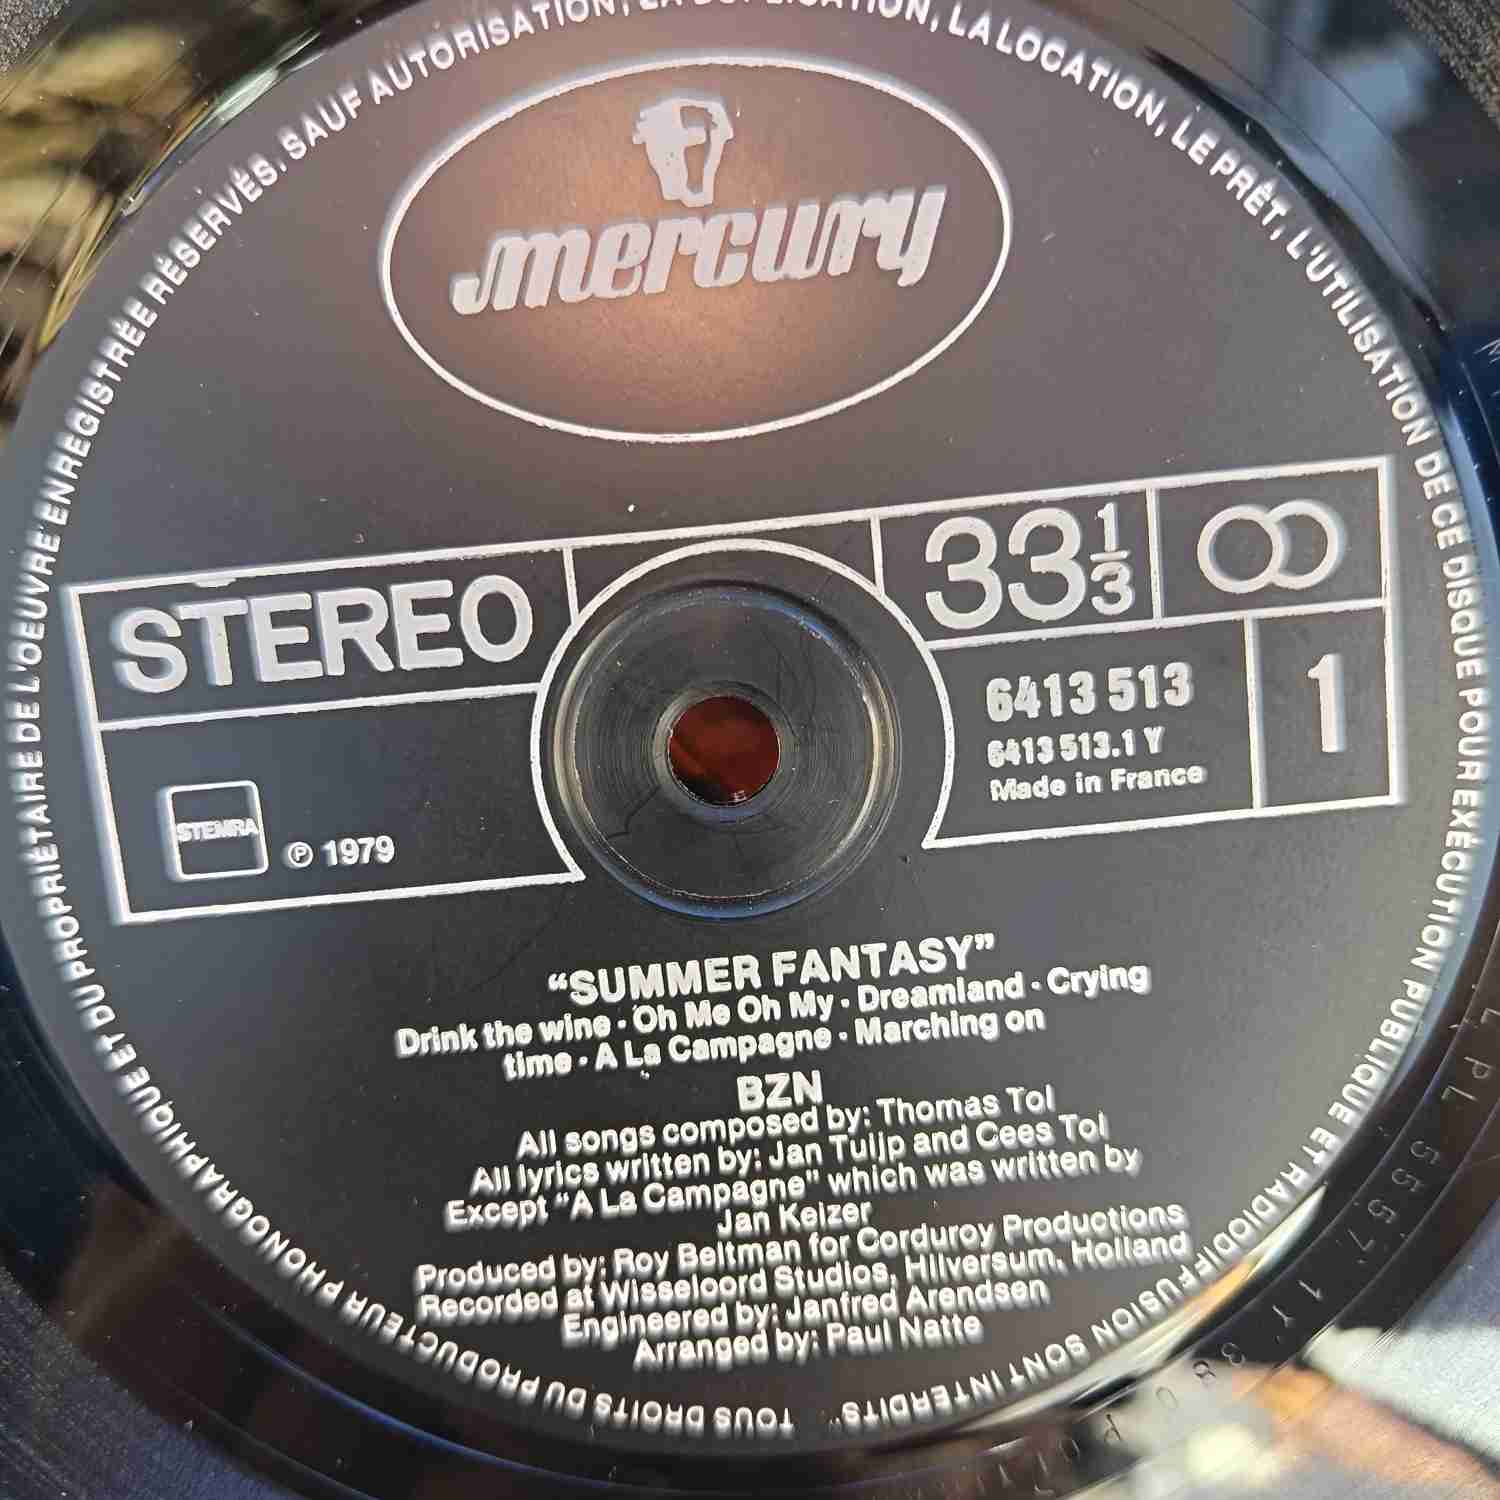 TOUS DROITS DU PRODUCTEUR PHONOGRAPHIQUE ET DU PROPRIÉTAIRE DE L'OEUVRE ENREGISTRÉE RÉSERVÉS. SAUF AUTORISATION, LA DUPLICATION, LA LOCATION, LE PRÊT, L'UTILISATION DE CE DISQUE POUR EXÉCUTION PUBLIQUE ET RADIODIFFUSION SONT INTERDITS"
mercury
STEREO
33 1/3
6413 513
6413 513.1 Y
Made in France
1
STEMRA
℗ 1979
"SUMMER FANTASY"
Drink the wine · Oh Me Oh My · Dreamland · Crying
time · A La Campagne · Marching on
BZN
All songs composed by: Thomas Tol
All lyrics written by: Jan Tuijp and Cees Tol
Except "A La Campagne" which was written by
Jan Keizer
Produced by: Roy Beltman for Corduroy Productions
Recorded at Wisseloord Studios, Hilversum, Holland
Engineered by: Janfred Arendsen
Arranged by: Paul Natte